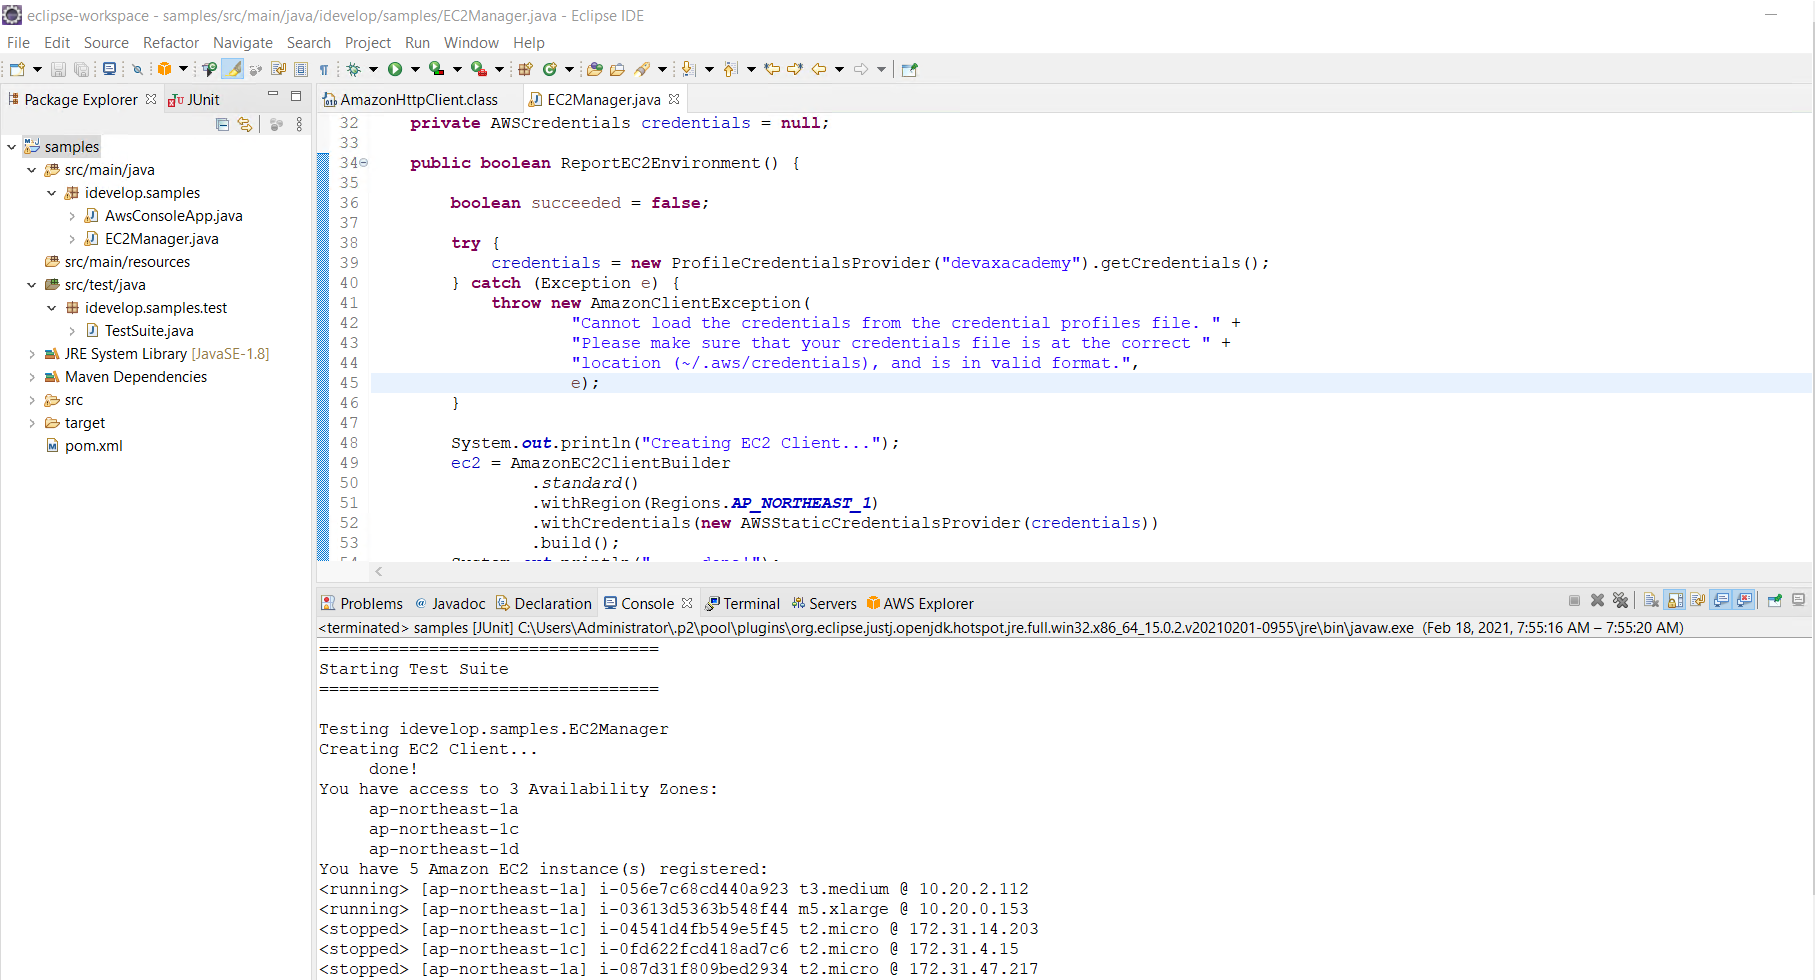 eclipse-workspace - samples/src/main/java/idevelop/samples/EC2Manager.java - Eclipse IDE
File Edit Source Refactor Navigate Search Project Run Window Help
Package Explorer JUnit
samples
src/main/java
idevelop.samples
AwsConsoleApp.java
EC2Manager.java
src/main/resources
src/test/java
idevelop.samples.test
TestSuite.java
JRE System Library [JavaSE-1.8]
Maven Dependencies
src
target
pom.xml
AmazonHttpClient.class EC2Manager.java
32 private AWSCredentials credentials = null;
33
34 public boolean ReportEC2Environment() {
35
36 boolean succeeded = false;
37
38 try {
39 credentials = new ProfileCredentialsProvider("devaxacademy").getCredentials();
40 } catch (Exception e) {
41 throw new AmazonClientException(
42 "Cannot load the credentials from the credential profiles file. " +
43 "Please make sure that your credentials file is at the correct " +
44 "location (~/.aws/credentials), and is in valid format.",
45 e);
46 }
47
48 System.out.println("Creating EC2 Client...");
49 ec2 = AmazonEC2ClientBuilder
50 .standard()
51 .withRegion(Regions.AP_NORTHEAST_1)
52 .withCredentials(new AWSStaticCredentialsProvider(credentials))
53 .build();
54 System.out.println(" done!");
Problems Javadoc Declaration Console Terminal Servers AWS Explorer
<terminated> samples [JUnit] C:\Users\Administrator\.p2\pool\plugins\org.eclipse.justj.openjdk.hotspot.jre.full.win32.x86_64_15.0.2.v20210201-0955\jre\bin\javaw.exe (Feb 18, 2021, 7:55:16 AM – 7:55:20 AM)
==================================
Starting Test Suite
==================================
Testing idevelop.samples.EC2Manager
Creating EC2 Client...
done!
You have access to 3 Availability Zones:
ap-northeast-1a
ap-northeast-1c
ap-northeast-1d
You have 5 Amazon EC2 instance(s) registered:
<running> [ap-northeast-1a] i-056e7c68cd440a923 t3.medium @ 10.20.2.112
<running> [ap-northeast-1a] i-03613d5363b548f44 m5.xlarge @ 10.20.0.153
<stopped> [ap-northeast-1c] i-04541d4fb549e5f45 t2.micro @ 172.31.14.203
<stopped> [ap-northeast-1c] i-0fd622fcd418ad7c6 t2.micro @ 172.31.4.15
<stopped> [ap-northeast-1a] i-087d31f809bed2934 t2.micro @ 172.31.47.217